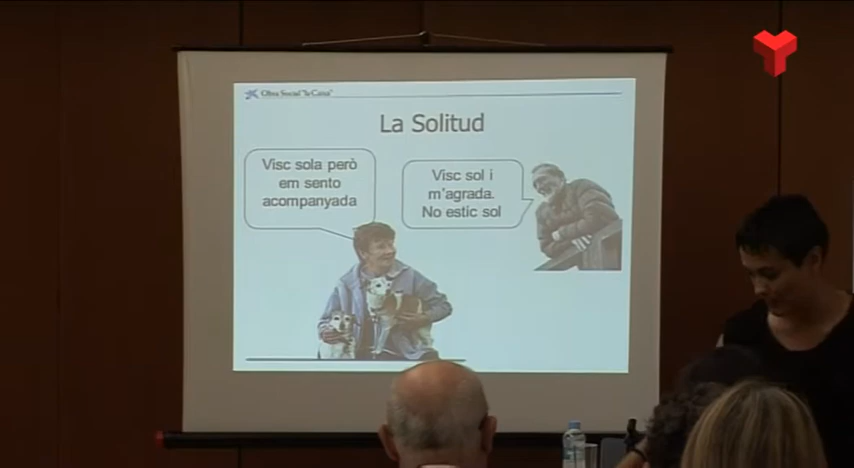 Obra Social "la Caixa"
La Solitud
Visc sola però
em sento
acompanyada
Visc sol i
m'agrada.
No estic sol